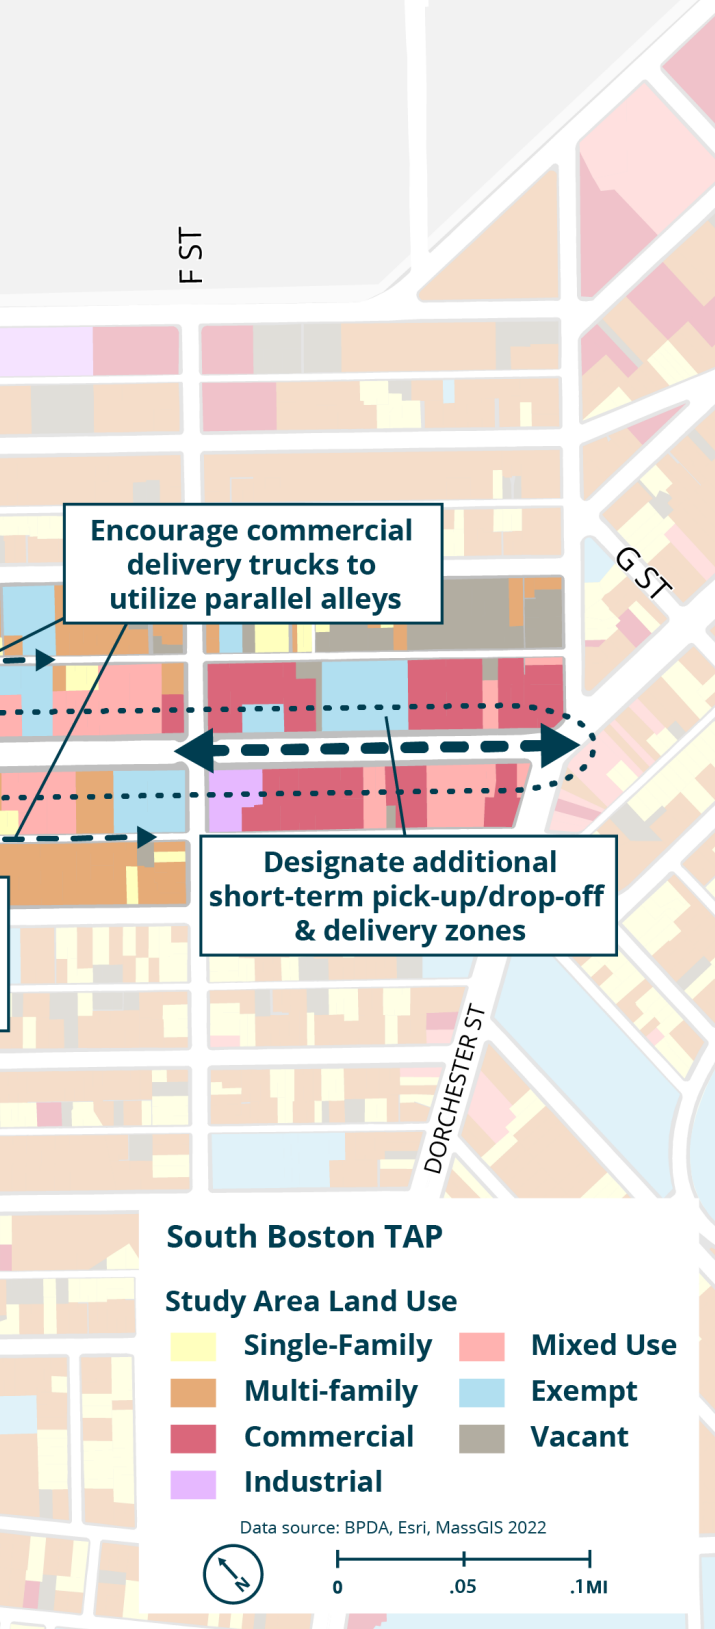 F ST
Encourage commercial
delivery trucks to
utilize parallel alleys
G ST
Designate additional
short-term pick-up/drop-off
& delivery zones
DORCHESTER ST
South Boston TAP
Study Area Land Use
Single-Family
Mixed Use
Multi-family
Exempt
Commercial
Vacant
Industrial
Data source: BPDA, Esri, MassGIS 2022
N
0 .05 .1MI